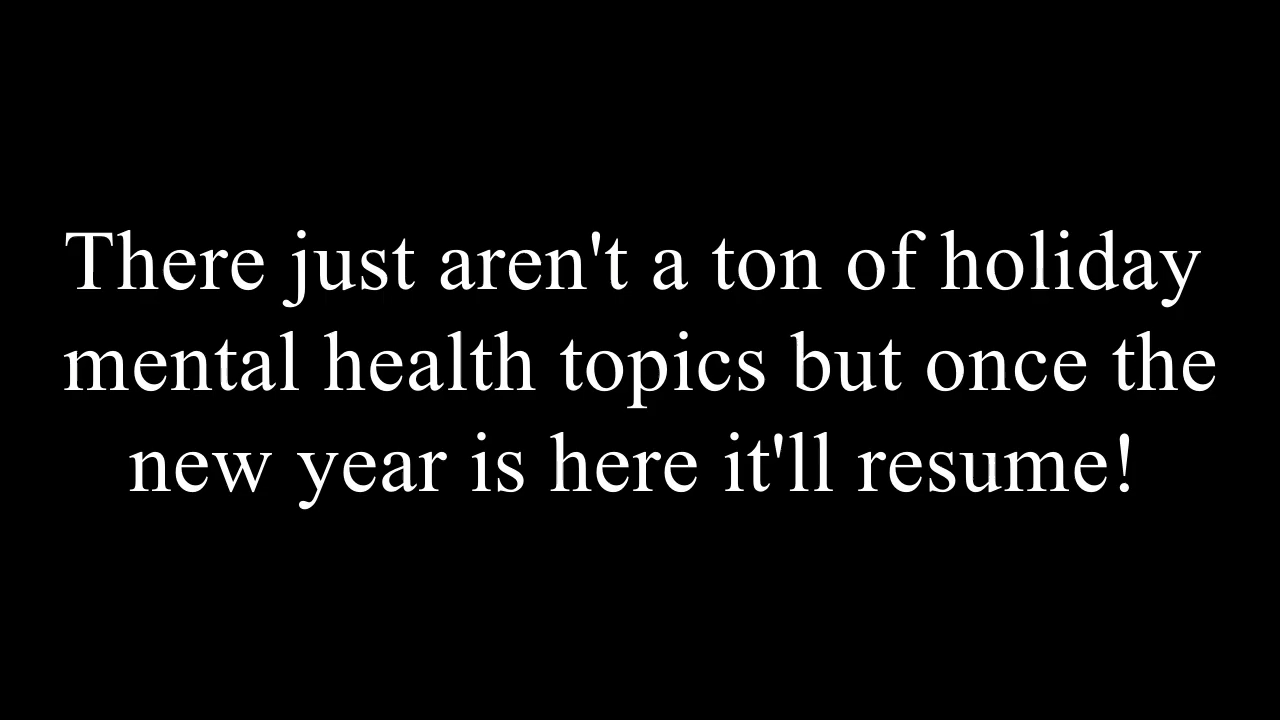 There just aren't a ton of holiday
mental health topics but once the
new year is here it'll resume!